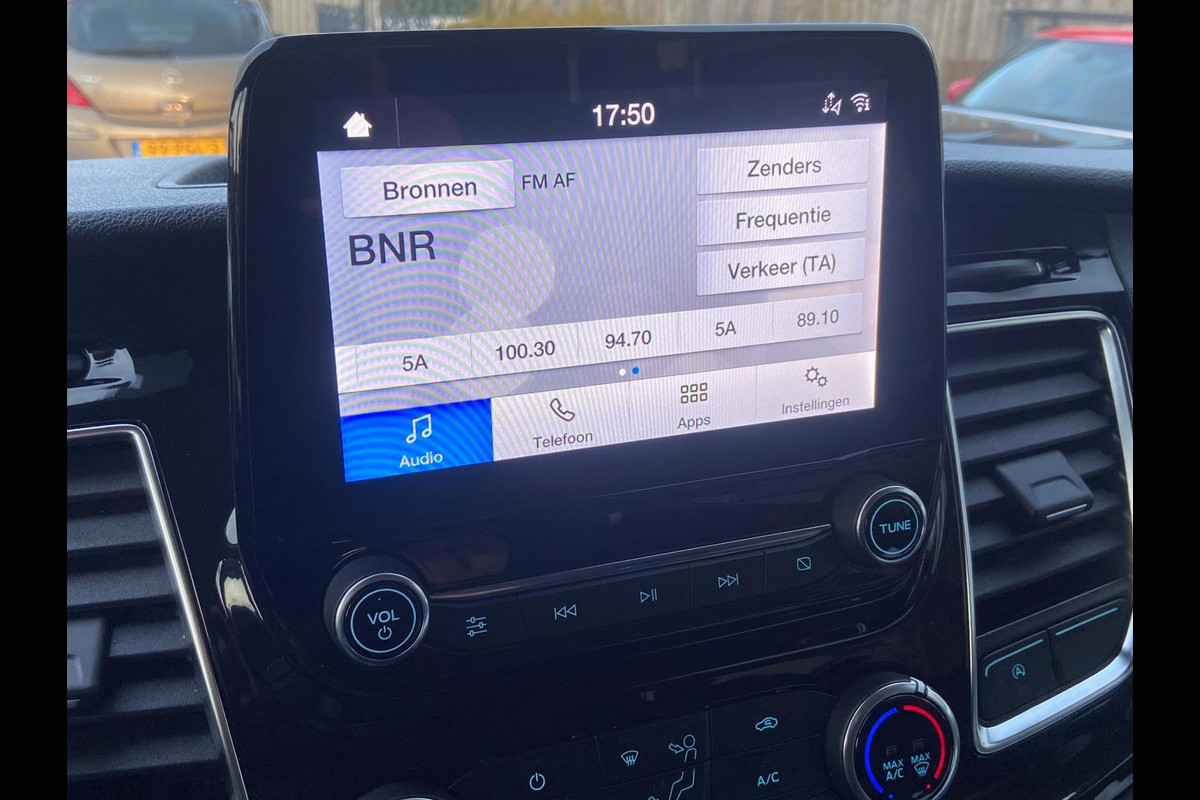 17:50
Bronnen
FM AF
Zenders
BNR
Frequentie
Verkeer (TA)
5A 100.30 94.70 5A 89.10
Audio Telefoon Apps Instellingen
TUNE
VOL
A
MAX A/C MAX
A/C